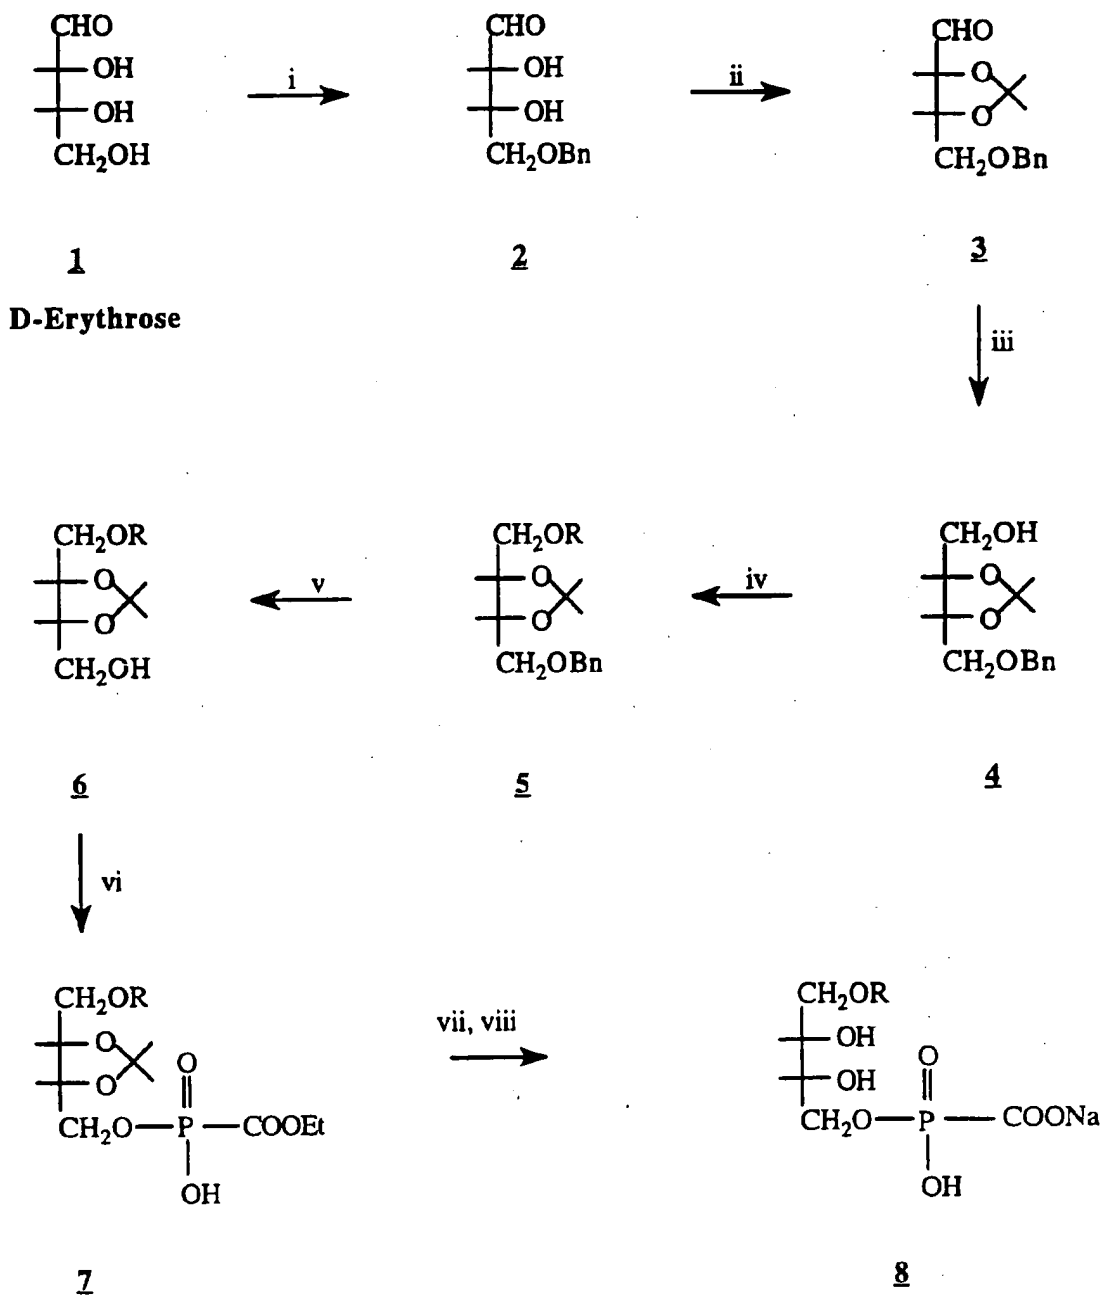 CHO
OH
OH
CH₂OH
1
D-Erythrose
i
CHO
OH
OH
CH₂OBn
2
ii
CHO
O
O
CH₂OBn
3
iii
CH₂OH
O
O
CH₂OBn
4
iv
CH₂OR
O
O
CH₂OBn
5
v
CH₂OR
O
O
CH₂OH
6
vi
CH₂OR
O
O
O
CH₂O P COOEt
OH
7
vii, viii
CH₂OR
OH
OH
O
CH₂O P COONa
OH
8